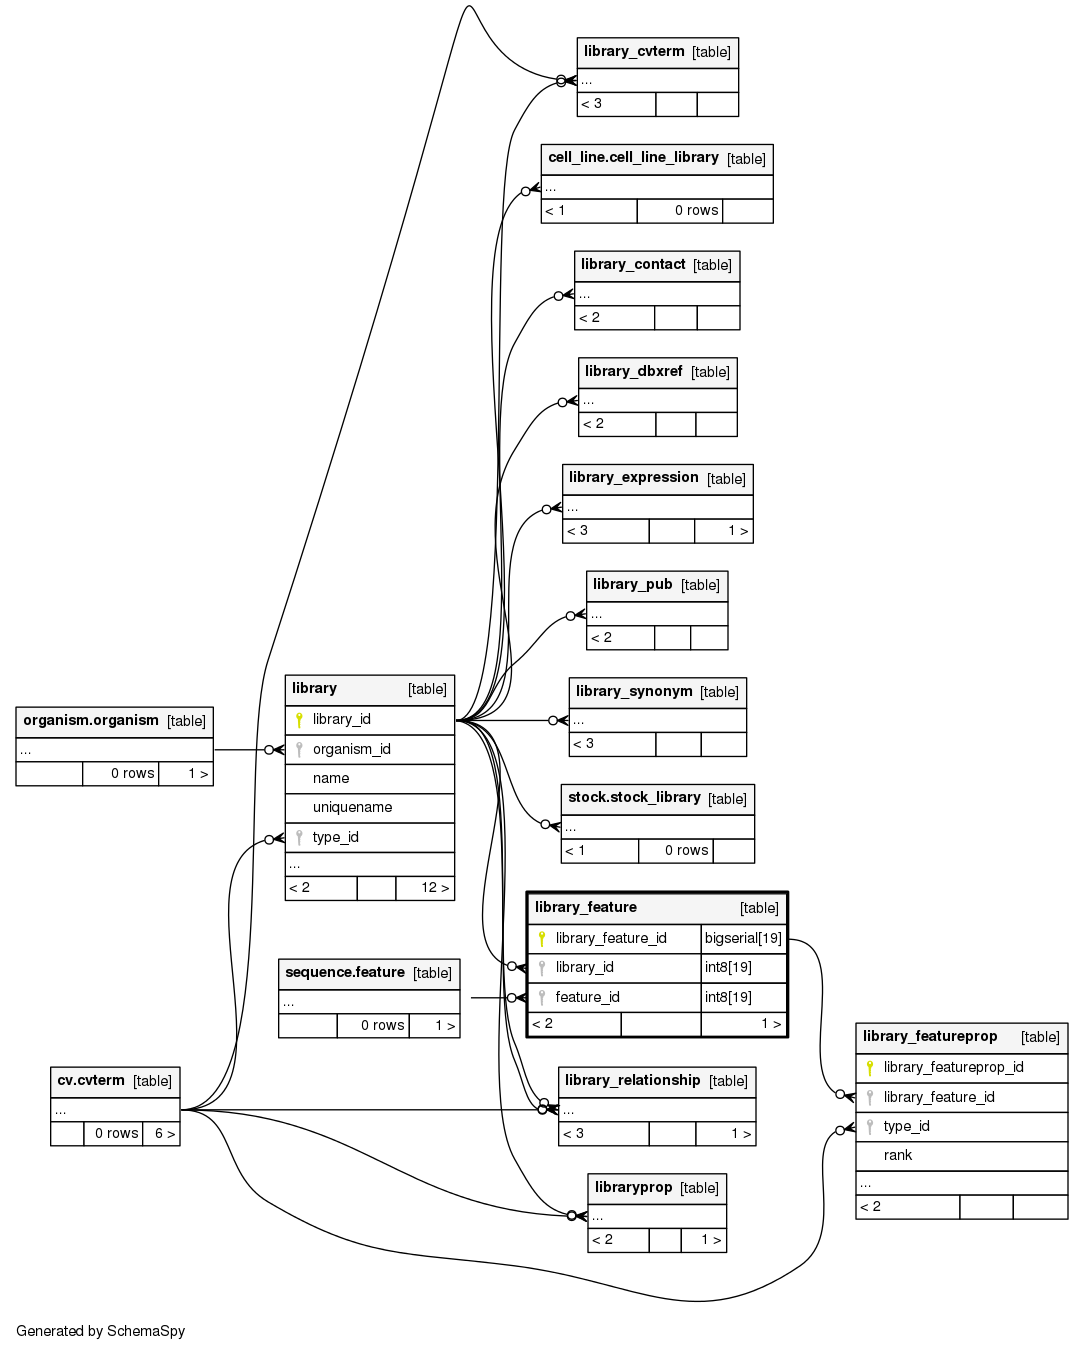 library_cvterm [table]
...
< 3
cell_line.cell_line_library [table]
...
< 1 0 rows
library_contact [table]
...
< 2
library_dbxref [table]
...
< 2
library_expression [table]
...
< 3 1 >
library_pub [table]
...
< 2
library_synonym [table]
...
< 3
library [table]
library_id
organism_id
name
uniquename
type_id
...
< 2 12 >
organism.organism [table]
...
0 rows 1 >
stock.stock_library [table]
...
< 1 0 rows
library_feature [table]
library_feature_id bigserial[19]
library_id int8[19]
feature_id int8[19]
< 2 1 >
sequence.feature [table]
...
0 rows 1 >
library_featureprop [table]
library_featureprop_id
library_feature_id
type_id
rank
...
< 2
cv.cvterm [table]
...
0 rows 6 >
library_relationship [table]
...
< 3 1 >
libraryprop [table]
...
< 2 1 >
Generated by SchemaSpy